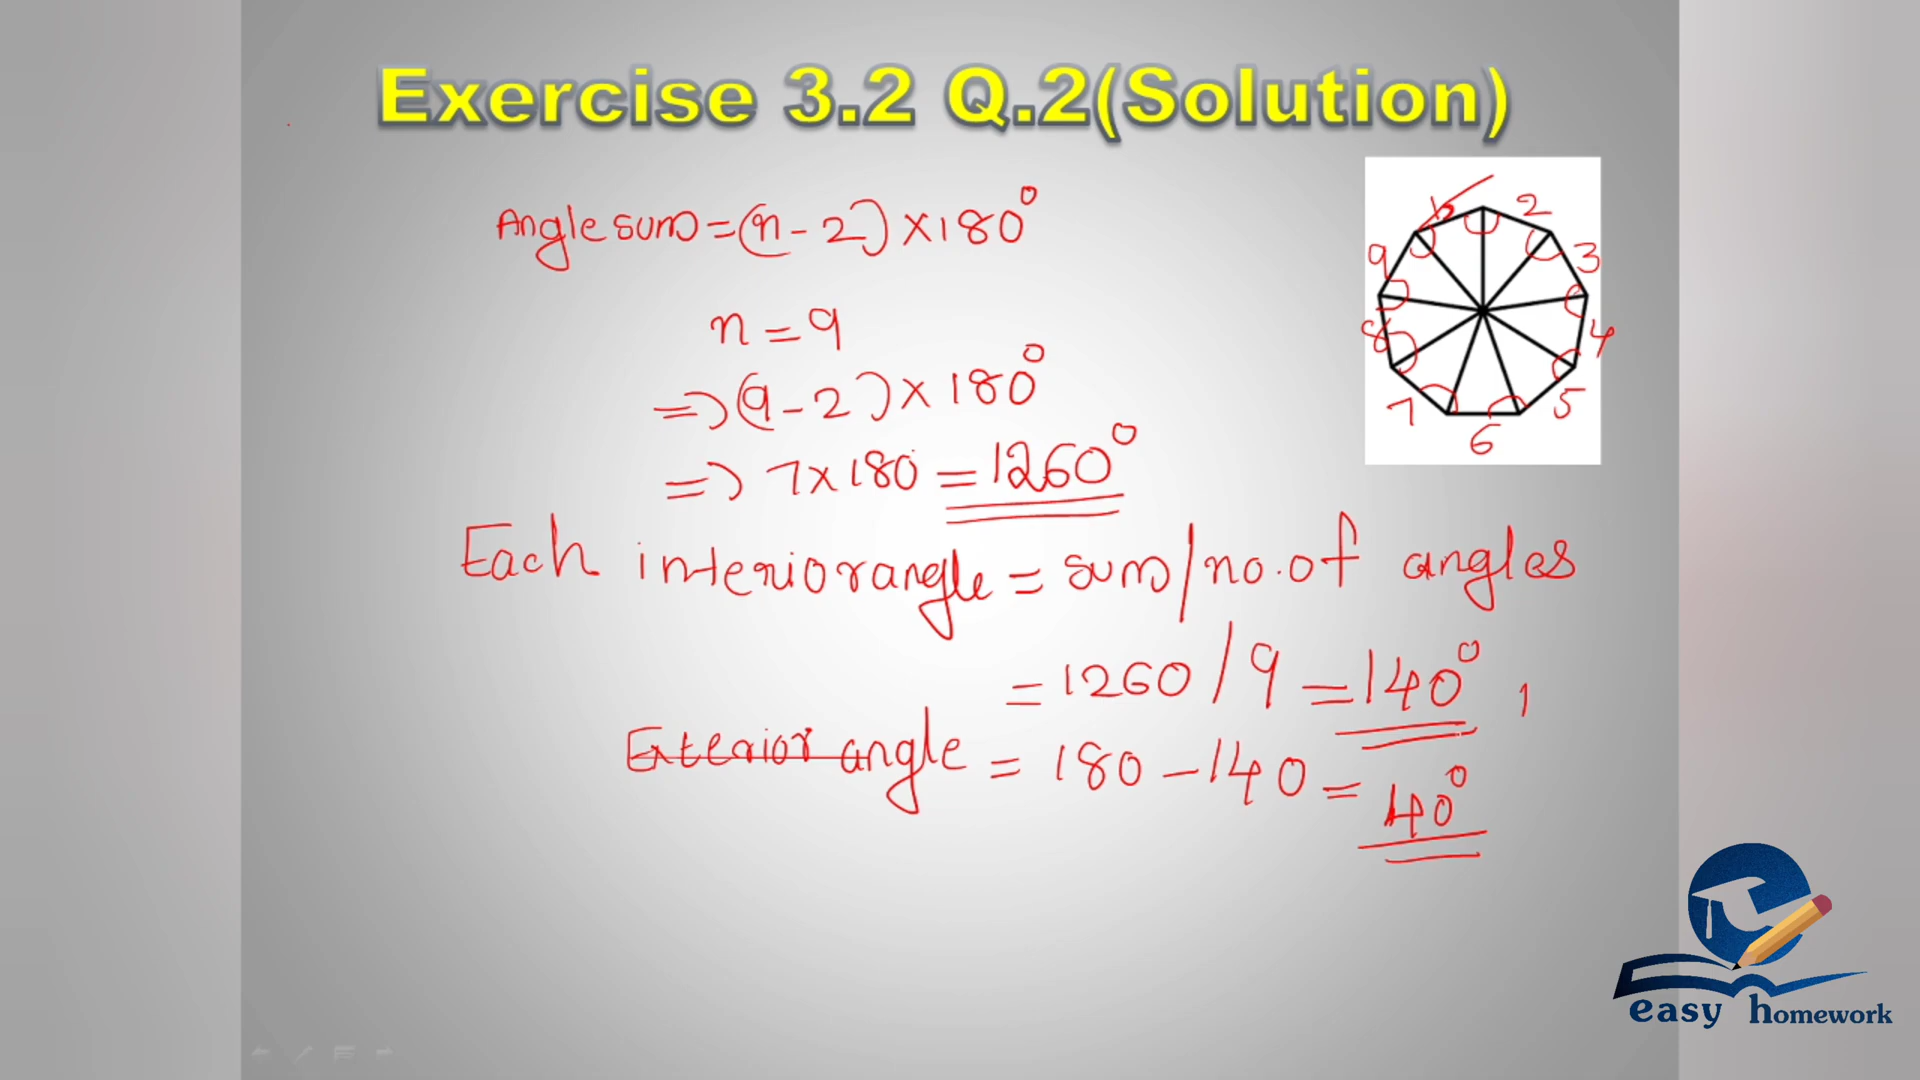 Exercise 3.2 Q.2(Solution)
Angle sum = (n - 2) × 180°
n = 9
⇒ (9 - 2) × 180°
⇒ 7 × 180 = 1260°
Each interior angle = sum / no. of angles
= 1260 / 9 = 140° ,
Exterior angle = 180 - 140 = 40°
2
3
4
5
6
7
8
9
easy homework